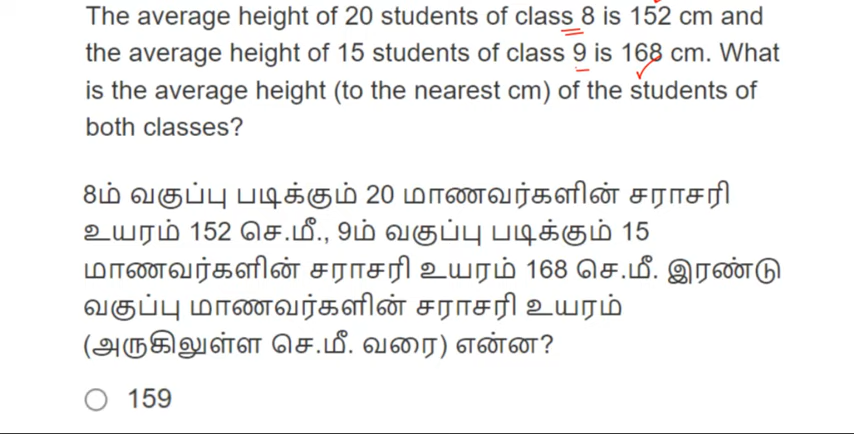 The average height of 20 students of class 8 is 152 cm and
the average height of 15 students of class 9 is 168 cm. What
is the average height (to the nearest cm) of the students of
both classes?
8ம் வகுப்பு படிக்கும் 20 மாணவர்களின் சராசரி
உயரம் 152 செ.மீ., 9ம் வகுப்பு படிக்கும் 15
மாணவர்களின் சராசரி உயரம் 168 செ.மீ. இரண்டு
வகுப்பு மாணவர்களின் சராசரி உயரம்
(அருகிலுள்ள செ.மீ. வரை) என்ன?
159